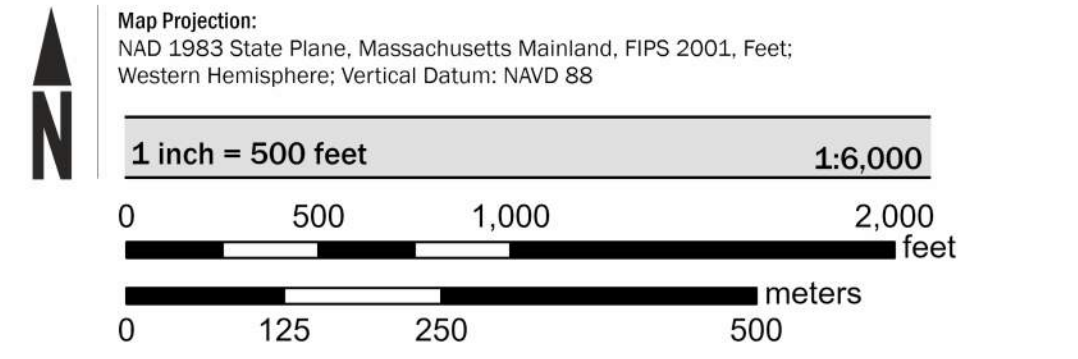 Map Projection:
NAD 1983 State Plane, Massachusetts Mainland, FIPS 2001, Feet;
Western Hemisphere; Vertical Datum: NAVD 88
N
1 inch = 500 feet 1:6,000
0 500 1,000 2,000
feet
meters
0 125 250 500